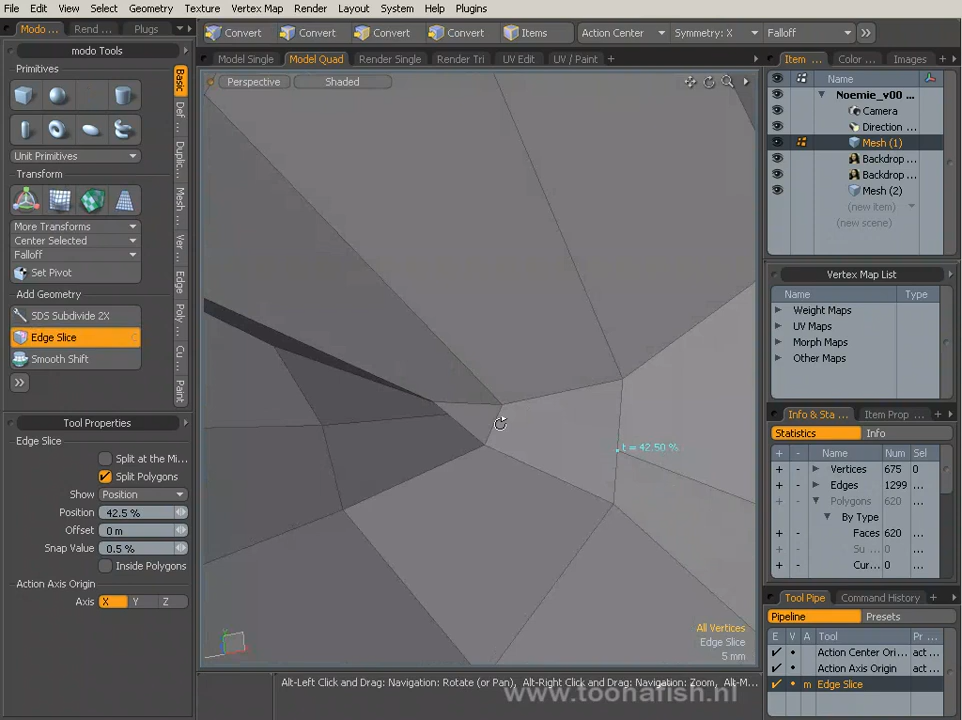 File Edit View Select Geometry Texture Vertex Map Render Layout System Help Plugins
Modo ... Rend ... Plugs
Convert Convert Convert Convert Items Action Center Symmetry: X Falloff
modo Tools
Model Single Model Quad Render Single Render Tri UV Edit UV / Paint +
Item ... Color ... Images
Primitives
Basic
Def ...
Duplic...
Mesh ...
Ver ...
Edge
Poly ...
Cu ...
Paint
Perspective Shaded
Name
Noemie_v00 ...
Camera
Direction ...
Mesh (1)
Backdrop ...
Backdrop ...
Mesh (2)
(new item)
(new scene)
Unit Primitives
Transform
More Transforms
Center Selected
Falloff
Set Pivot
Add Geometry
SDS Subdivide 2X
Edge Slice
Smooth Shift
Vertex Map List
Name Type
Weight Maps
UV Maps
Morph Maps
Other Maps
Tool Properties
Edge Slice
Split at the Mi...
Split Polygons
Show Position
Position 42.5 %
Offset 0 m
Snap Value 0.5 %
Inside Polygons
Action Axis Origin
Axis X Y Z
t = 42.50 %
Info & Sta ... Item Prop ... +
Statistics Info
+ - Name Num Sel
+ - Vertices 675 0
+ - Edges 1299 ...
+ - Polygons 620 ...
By Type
+ - Faces 620 ...
+ - Su ... 0 ...
+ - Cur... 0 ...
Tool Pipe Command History +
Pipeline Presets
E V A Tool Pr ...
Action Center Ori... act ...
Action Axis Origin act ...
m Edge Slice
All Vertices
Edge Slice
5 mm
Alt-Left Click and Drag: Navigation: Rotate (or Pan), Alt-Right Click and Drag: Navigation: Zoom, Alt-M...
www.toonafish.nl